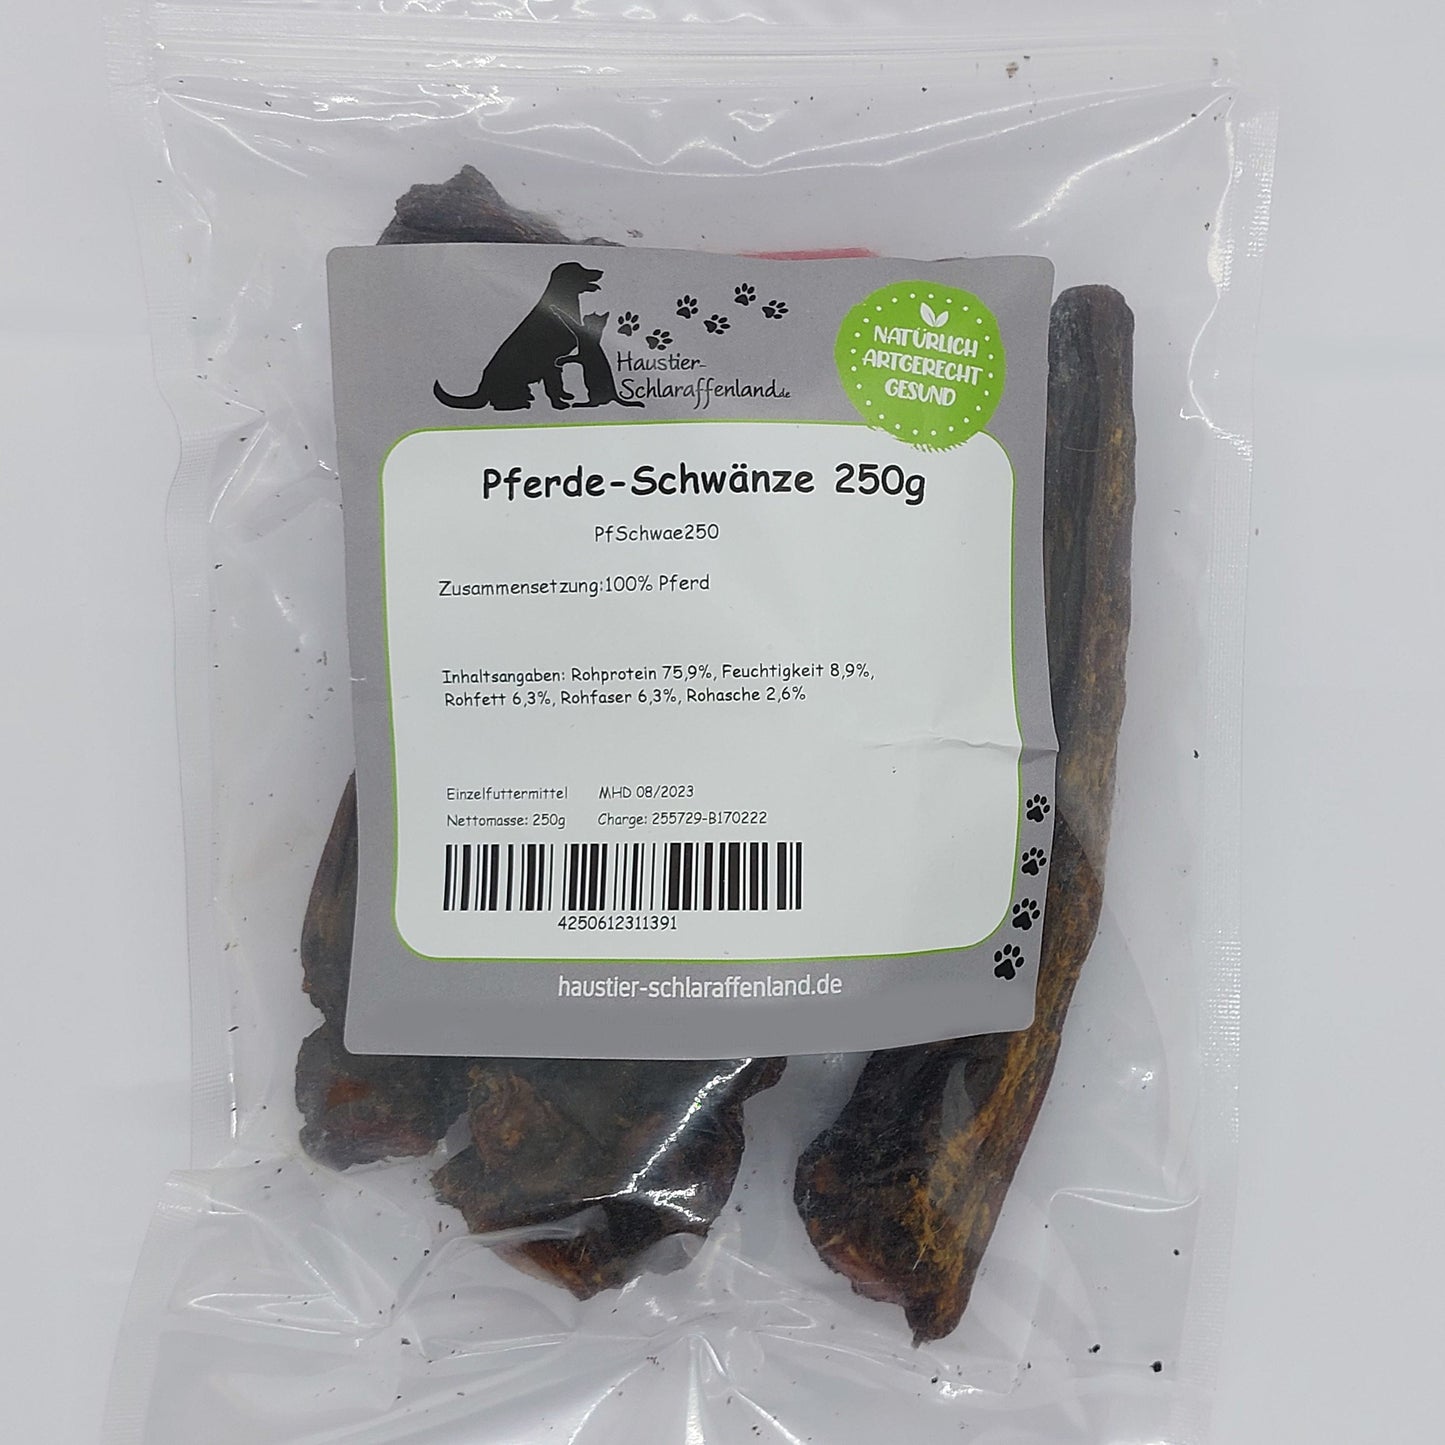 Haustier-
Schlaraffenland.de
NATÜRLICH
ARTGERECHT
GESUND
Pferde-Schwänze 250g
PfSchwae250
Zusammensetzung:100% Pferd
Inhaltsangaben: Rohprotein 75,9%, Feuchtigkeit 8,9%,
Rohfett 6,3%, Rohfaser 6,3%, Rohasche 2,6%
Einzelfuttermittel MHD 08/2023
Nettomasse: 250g Charge: 255729-B170222
4250612311391
haustier-schlaraffenland.de